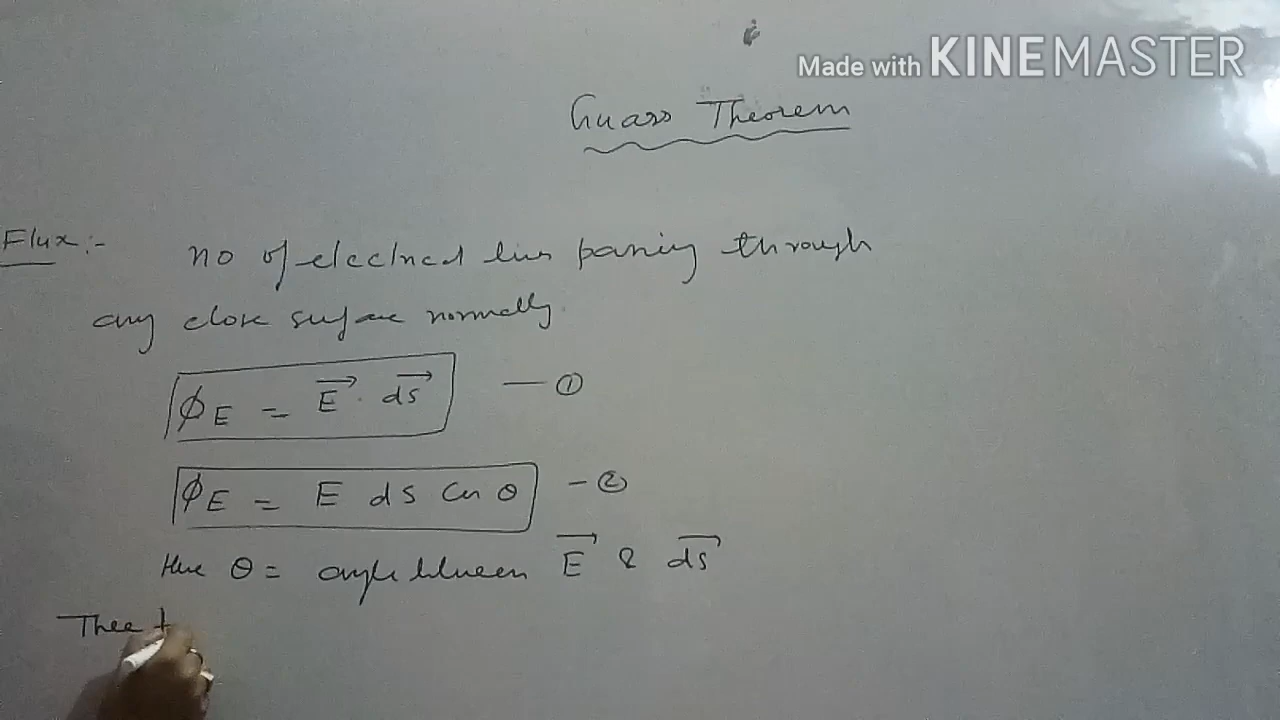 Made with KINEMASTER
Guass Theorem
Flux :- no of electrical lines passing through
any close surface normally.
ϕE = E⃗ . ds⃗ — ①
ϕE = E ds Cos θ - ②
Here θ = angle between E⃗ & ds⃗
Thee